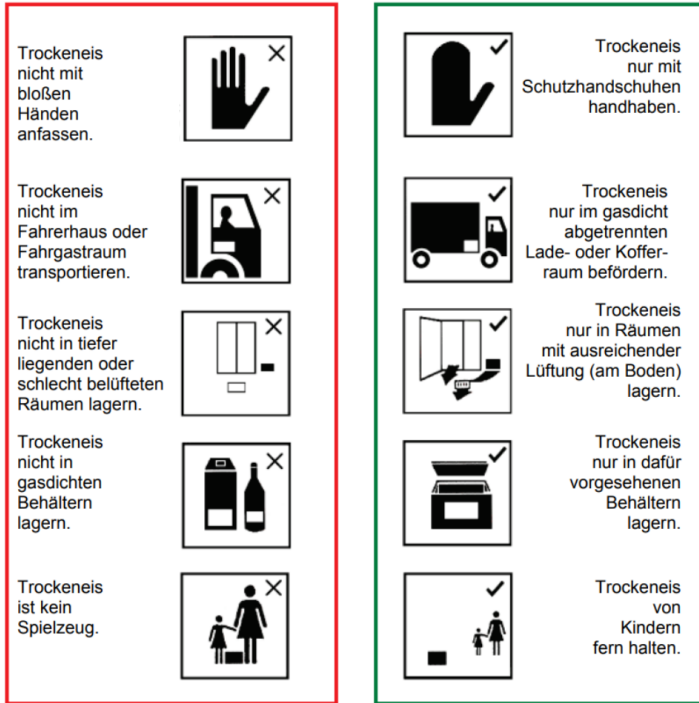 Trockeneis
nicht mit
bloßen
Händen
anfassen.
Trockeneis
nur mit
Schutzhandschuhen
handhaben.
Trockeneis
nicht im
Fahrerhaus oder
Fahrgastraum
transportieren.
Trockeneis
nur im gasdicht
abgetrennten
Lade- oder Koffer-
raum befördern.
Trockeneis
nicht in tiefer
liegenden oder
schlecht belüfteten
Räumen lagern.
Trockeneis
nur in Räumen
mit ausreichender
Lüftung (am Boden)
lagern.
Trockeneis
nicht in
gasdichten
Behältern
lagern.
Trockeneis
nur in dafür
vorgesehenen
Behältern
lagern.
Trockeneis
ist kein
Spielzeug.
Trockeneis
von
Kindern
fern halten.